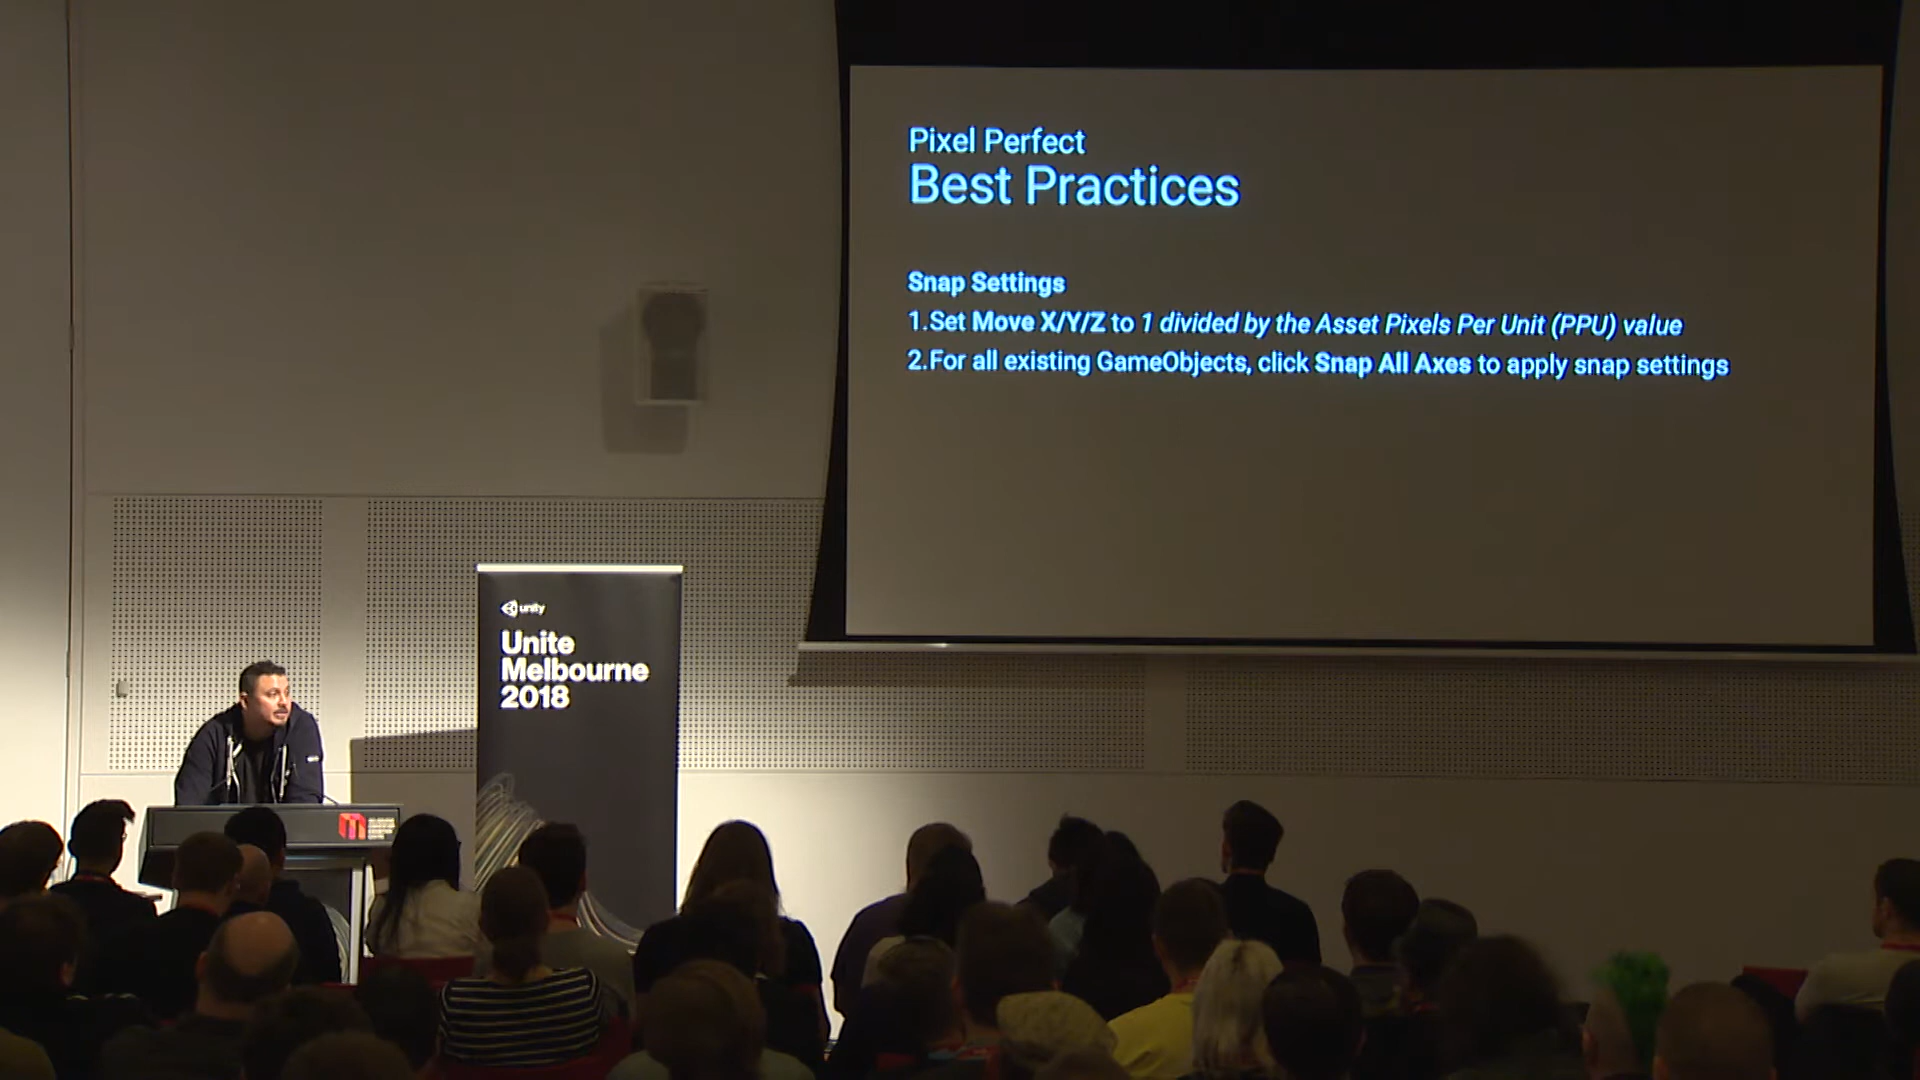 Pixel Perfect
Best Practices
Snap Settings
1.Set Move X/Y/Z to 1 divided by the Asset Pixels Per Unit (PPU) value
2.For all existing GameObjects, click Snap All Axes to apply snap settings
unity
Unite
Melbourne
2018